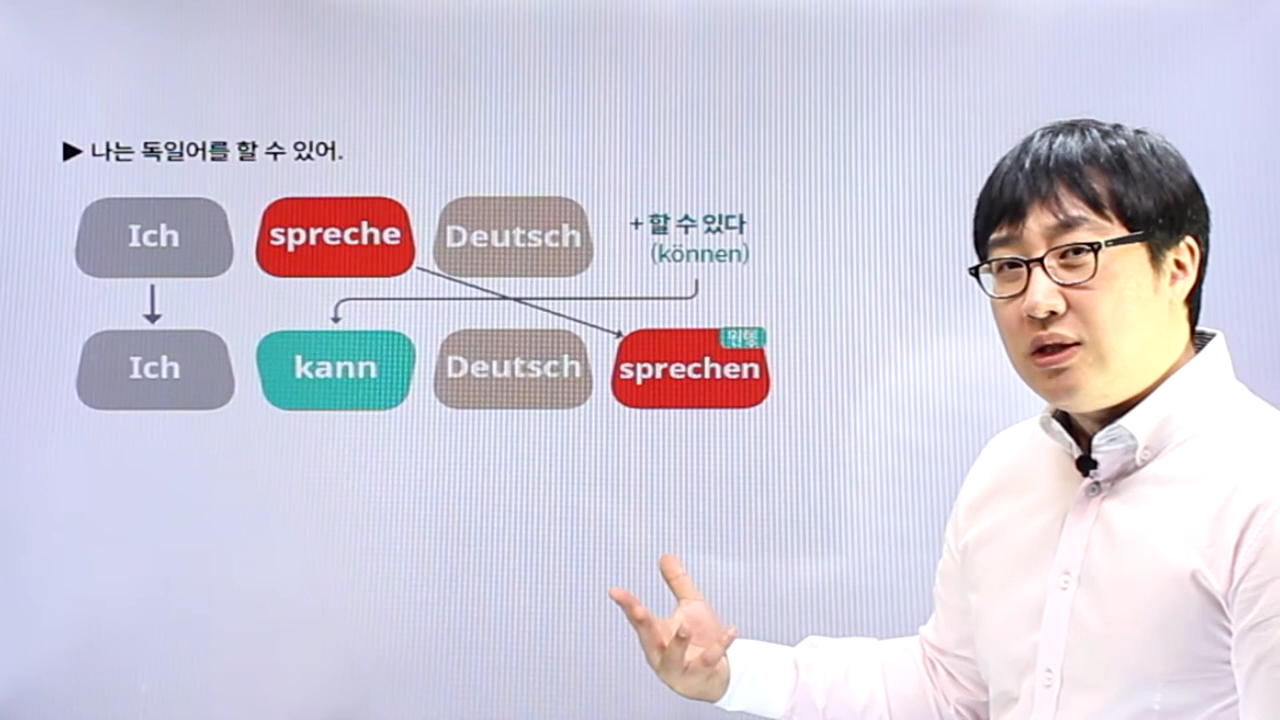 ▶ 나는 독일어를 할 수 있어.
Ich spreche Deutsch + 할 수 있다
(können)
원형
Ich kann Deutsch sprechen